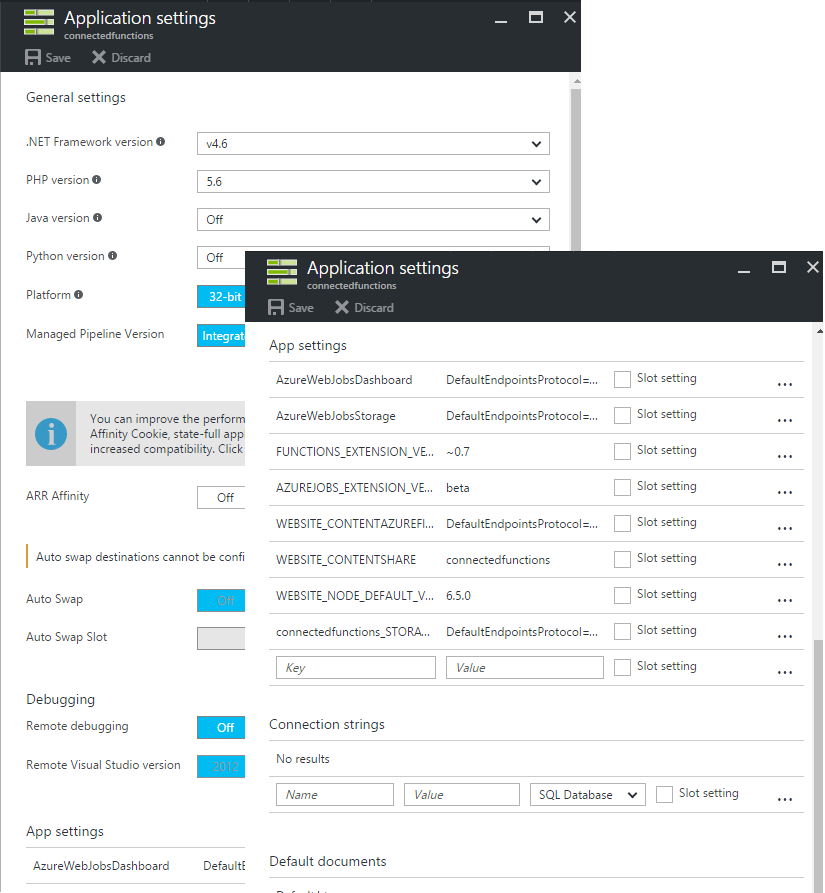 Application settings
connectedfunctions
Save Discard
General settings
.NET Framework version v4.6
PHP version 5.6
Java version Off
Python version Off
Platform 32-bit
Managed Pipeline Version Integrat
You can improve the perform
Affinity Cookie, state-full app
increased compatibility. Click
ARR Affinity Off
Auto swap destinations cannot be confi
Auto Swap Off
Auto Swap Slot
Debugging
Remote debugging Off
Remote Visual Studio version 2012
App settings
AzureWebJobsDashboard DefaultE
Application settings
connectedfunctions
Save Discard
App settings
AzureWebJobsDashboard DefaultEndpointsProtocol=... Slot setting ...
AzureWebJobsStorage DefaultEndpointsProtocol=... Slot setting ...
FUNCTIONS_EXTENSION_VE... ~0.7 Slot setting ...
AZUREJOBS_EXTENSION_VE... beta Slot setting ...
WEBSITE_CONTENTAZUREFI... DefaultEndpointsProtocol=... Slot setting ...
WEBSITE_CONTENTSHARE connectedfunctions Slot setting ...
WEBSITE_NODE_DEFAULT_V... 6.5.0 Slot setting ...
connectedfunctions_STORA... DefaultEndpointsProtocol=... Slot setting ...
Key Value Slot setting ...
Connection strings
No results
Name Value SQL Database Slot setting ...
Default documents